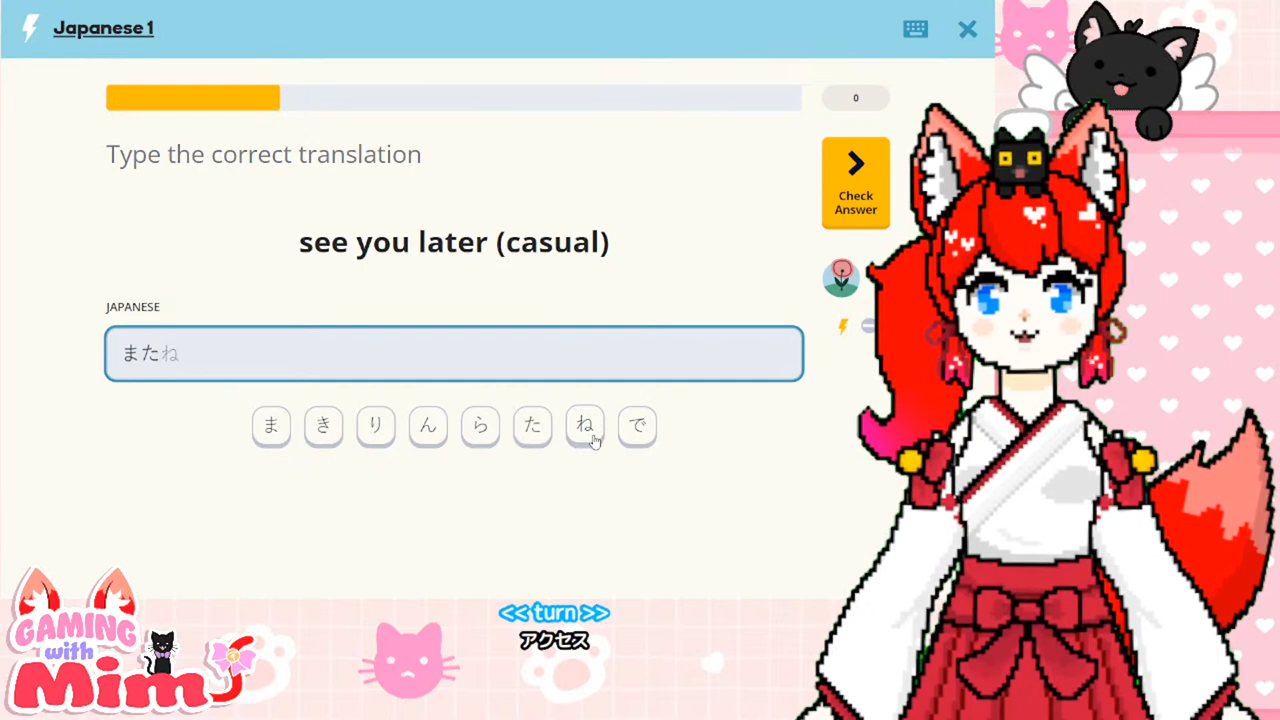 Japanese 1
0
Type the correct translation
Check
Answer
see you later (casual)
JAPANESE
またね
ま き り ん ら た ね で
<< turn >>
アクセス
GAMING
with
Mim